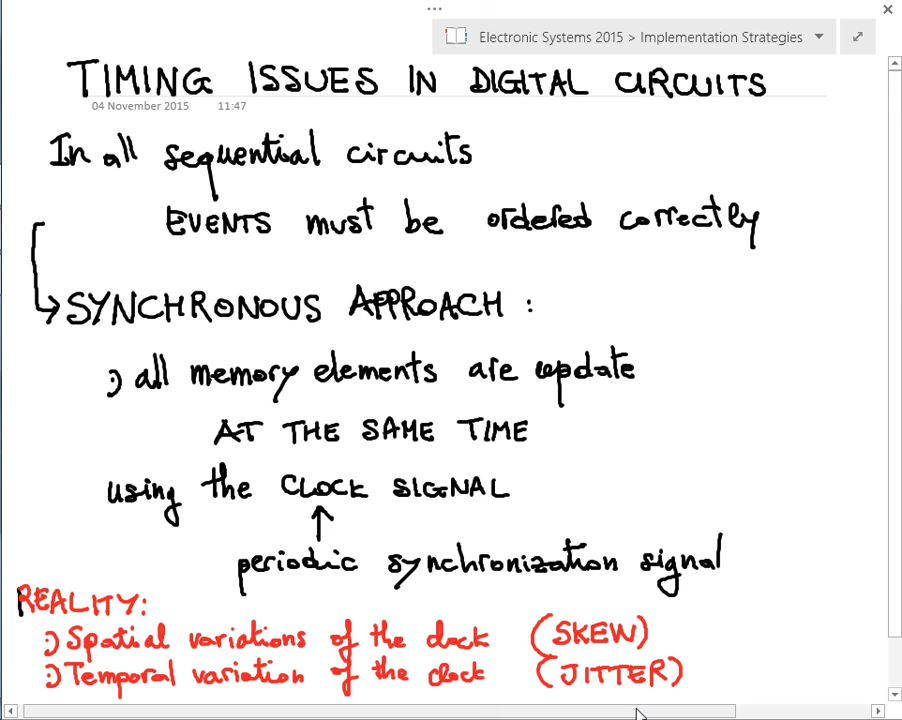 Electronic Systems 2015 > Implementation Strategies
TIMING ISSUES IN DIGITAL CIRCUITS
04 November 2015 11:47
In all sequential circuits
EVENTS must be ordered correctly
SYNCHRONOUS APPROACH :
:) all memory elements are update
AT THE SAME TIME
using the CLOCK SIGNAL
periodic synchronization signal
REALITY:
:) Spatial variations of the clock (SKEW)
:) Temporal variation of the clock (JITTER)